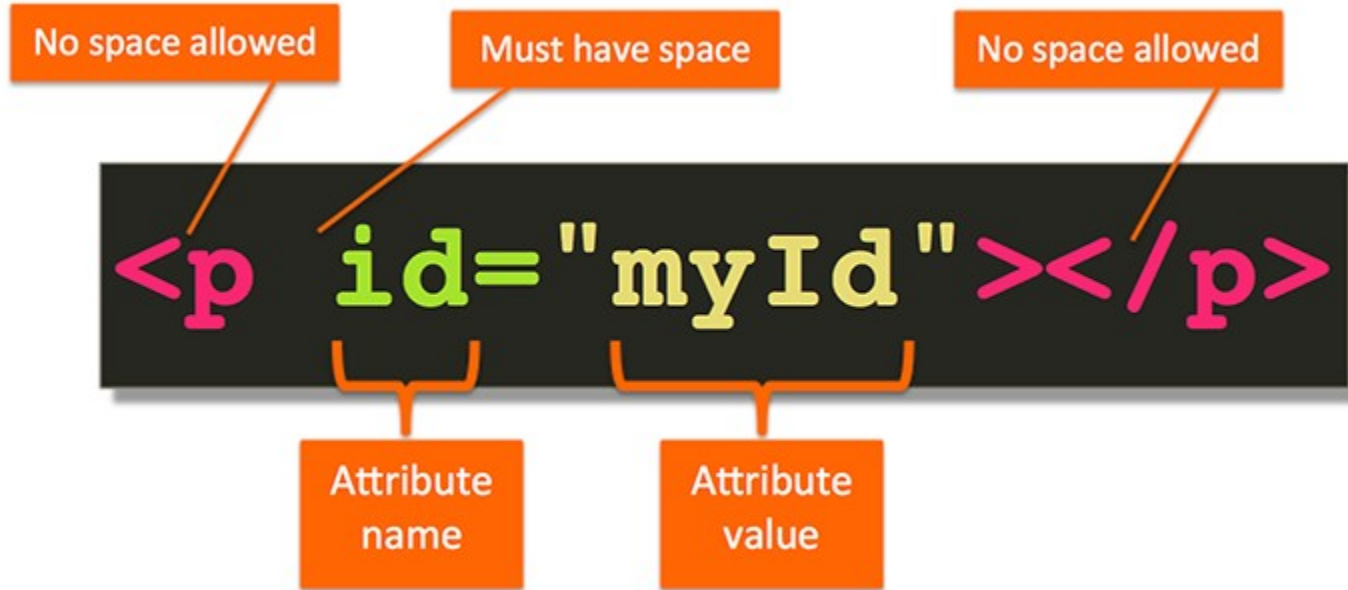 No space allowed
Must have space
No space allowed
<p id="myId"></p>
Attribute
name
Attribute
value